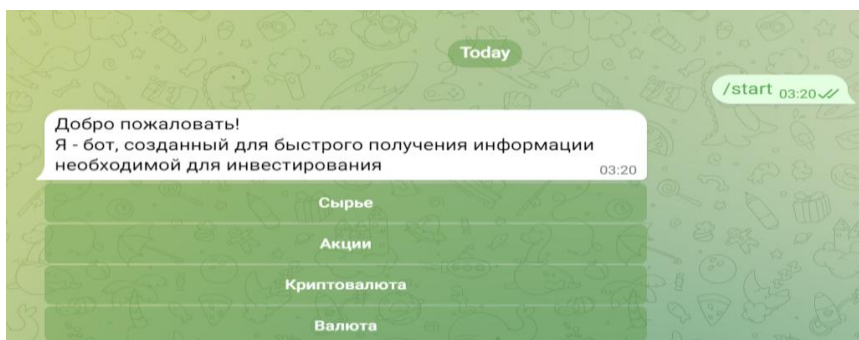 Today
/start 03:20
Добро пожаловать!
Я - бот, созданный для быстрого получения информации
необходимой для инвестирования
03:20
Сырье
Акции
Криптовалюта
Валюта